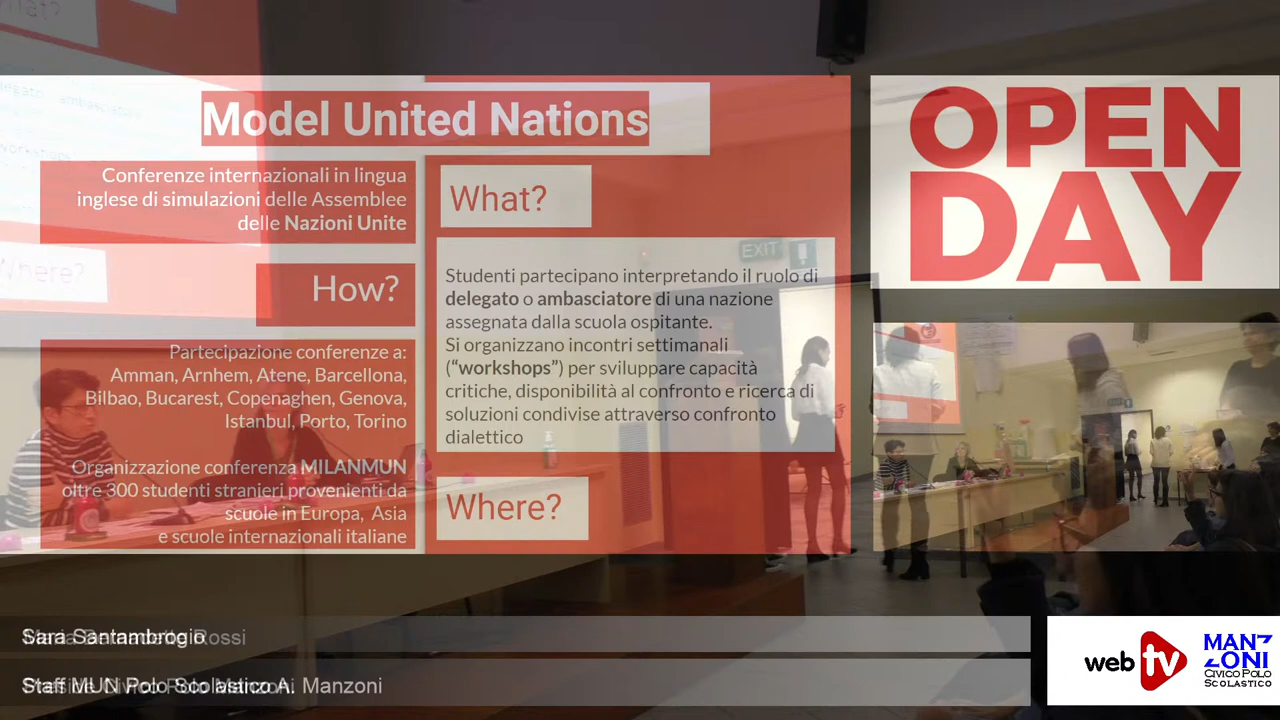 Model United Nations
Conferenze internazionali in lingua
inglese di simulazioni delle Assemblee
delle Nazioni Unite
How?
Partecipazione conferenze a:
Amman, Arnhem, Atene, Barcellona,
Bilbao, Bucarest, Copenaghen, Genova,
Istanbul, Porto, Torino
Organizzazione conferenza MILANMUN
oltre 300 studenti stranieri provenienti da
scuole in Europa, Asia
e scuole internazionali italiane
What?
Studenti partecipano interpretando il ruolo di
delegato o ambasciatore di una nazione
assegnata dalla scuola ospitante.
Si organizzano incontri settimanali
(“workshops”) per sviluppare capacità
critiche, disponibilità al confronto e ricerca di
soluzioni condivise attraverso confronto
dialettico
Where?
Where?
OPEN
DAY
EXIT
Sara Santambrogio
Rossi
Staff MUN Polo Scolastico A. Manzoni
web tv
MANZ
ZONI
CIVICO POLO
SCOLASTICO